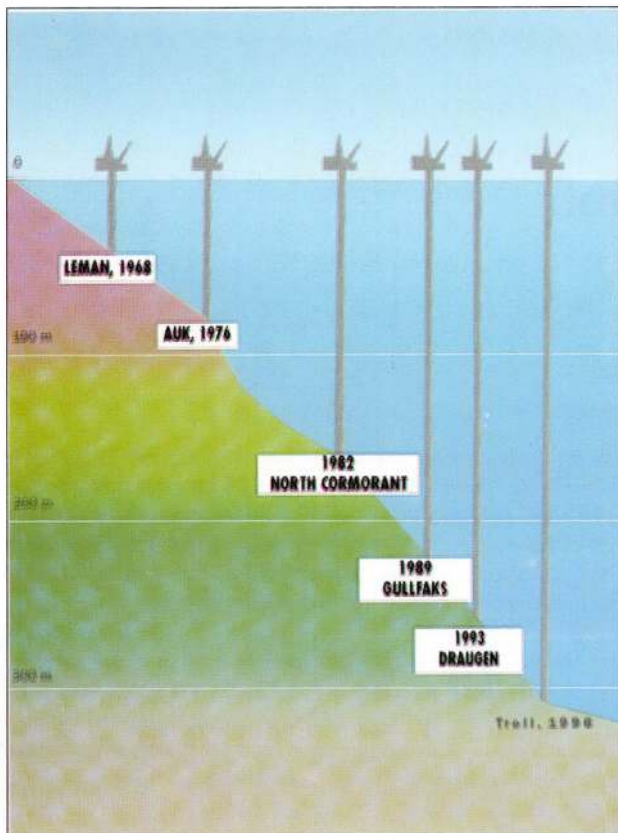 0
LEMAN, 1968
AUK, 1976
100 m
1982
NORTH CORMORANT
200 m
1989
GULLFAKS
1993
DRAUGEN
300 m
Troll, 1996